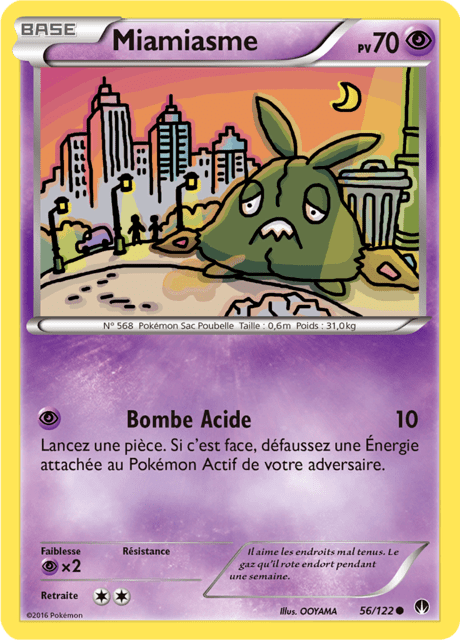 BASE
Miamiasme
PV70
N° 568 Pokémon Sac Poubelle Taille : 0,6m Poids : 31,0kg
Bombe Acide 10
Lancez une pièce. Si c'est face, défaussez une Énergie
attachée au Pokémon Actif de votre adversaire.
Faiblesse Résistance
×2
Il aime les endroits mal tenus. Le
gaz qu'il rote endort pendant
une semaine.
Retraite
©2016 Pokémon
Illus. OOYAMA 56/122